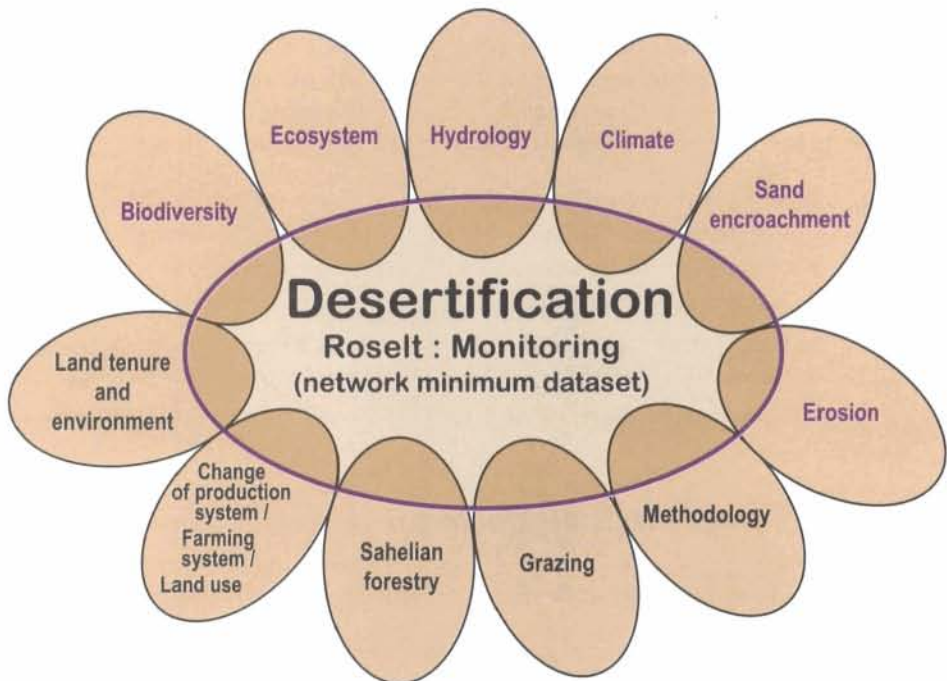 Ecosystem
Hydrology
Climate
Biodiversity
Sand
encroachment
Desertification
Roselt : Monitoring
(network minimum dataset)
Land tenure
and
environment
Erosion
Change
of production
system /
Farming
system /
Land use
Sahelian
forestry
Grazing
Methodology